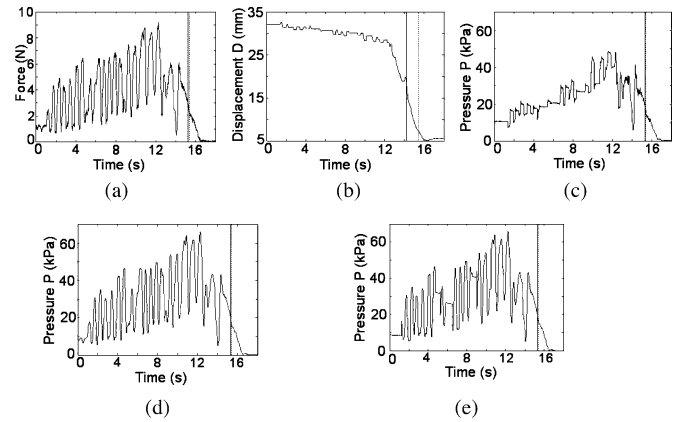 10
8
6
4
2
0
Force (N)
0 4 8 12 16
Time (s)
(a)
35
25
15
5
Displacement D (mm)
0 4 8 12 16
Time (s)
(b)
60
40
20
0
Pressure P (kPa)
0 4 8 12 16
Time (s)
(c)
60
40
20
0
Pressure P (kPa)
0 4 8 12 16
Time (s)
(d)
60
40
20
0
Pressure P (kPa)
0 4 8 12 16
Time (s)
(e)